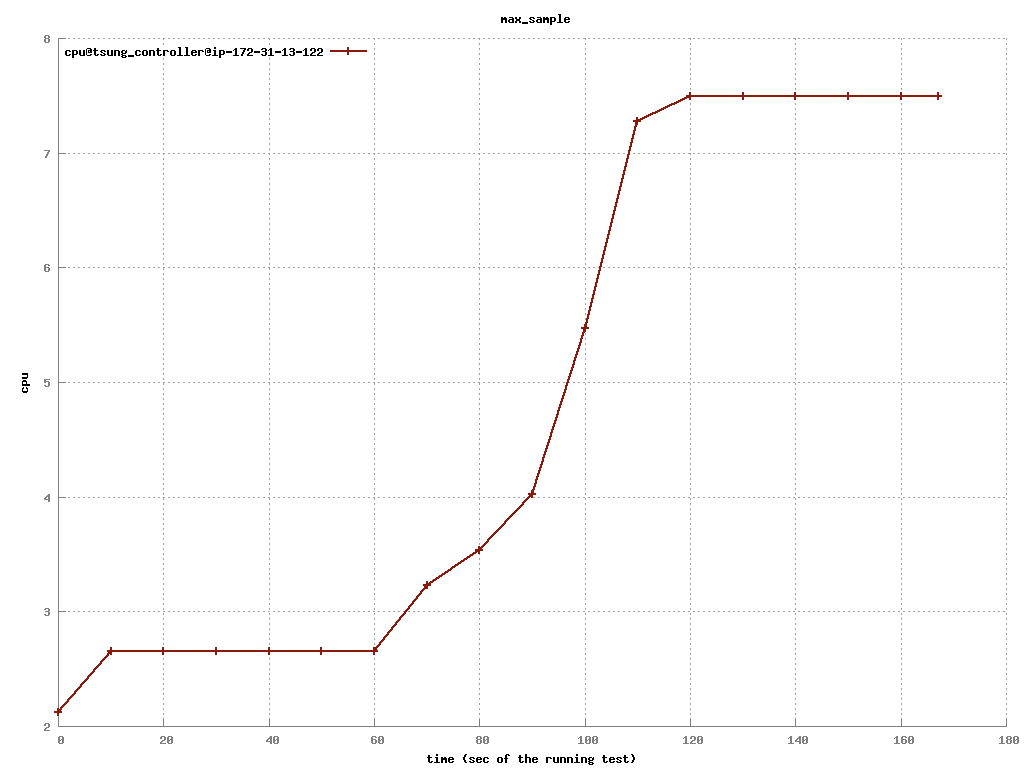 max_sample
cpu@tsung_controller@ip-172-31-13-122
8
7
6
5
4
3
2
cpu
0 20 40 60 80 100 120 140 160 180
time (sec of the running test)